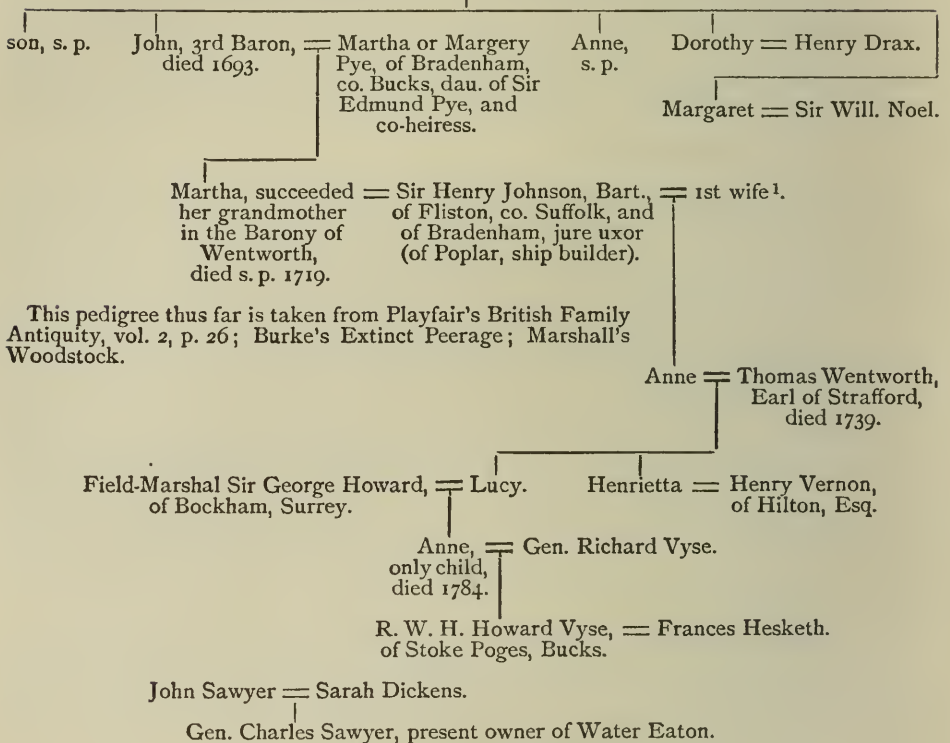 son, s. p.
John, 3rd Baron, = Martha or Margery
died 1693.
Pye, of Bradenham,
co. Bucks, dau. of Sir
Edmund Pye, and
co-heiress.
Anne,
s. p.
Dorothy = Henry Drax.
Margaret = Sir Will. Noel.
Martha, succeeded
her grandmother
in the Barony of
Wentworth,
died s. p. 1719.
= Sir Henry Johnson, Bart., = 1st wife¹.
of Fliston, co. Suffolk, and
of Bradenham, jure uxor
(of Poplar, ship builder).
This pedigree thus far is taken from Playfair's British Family
Antiquity, vol. 2, p. 26; Burke's Extinct Peerage; Marshall's
Woodstock.
Anne = Thomas Wentworth,
Earl of Strafford,
died 1739.
Field-Marshal Sir George Howard, = Lucy.
of Bockham, Surrey.
Henrietta = Henry Vernon,
of Hilton, Esq.
Anne, = Gen. Richard Vyse.
only child,
died 1784.
R. W. H. Howard Vyse, = Frances Hesketh.
of Stoke Poges, Bucks.
John Sawyer = Sarah Dickens.
Gen. Charles Sawyer, present owner of Water Eaton.